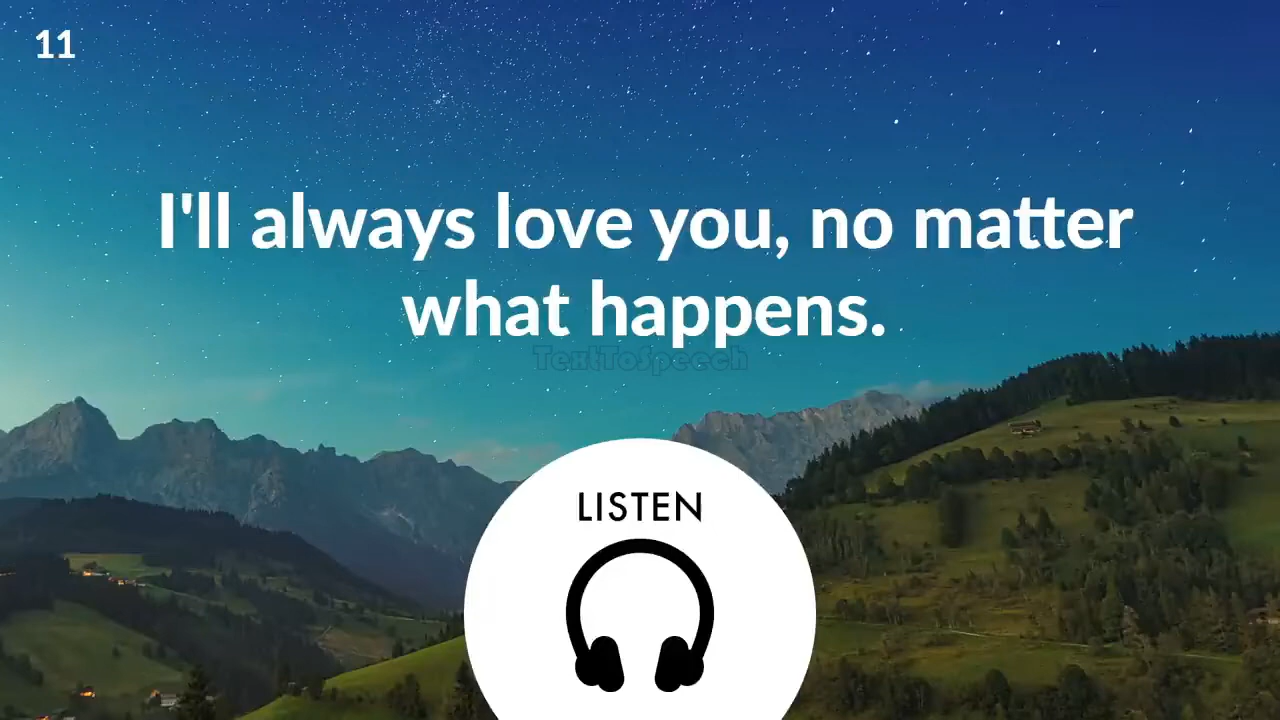 11
I'll always love you, no matter
what happens.
TextToSpeech
LISTEN